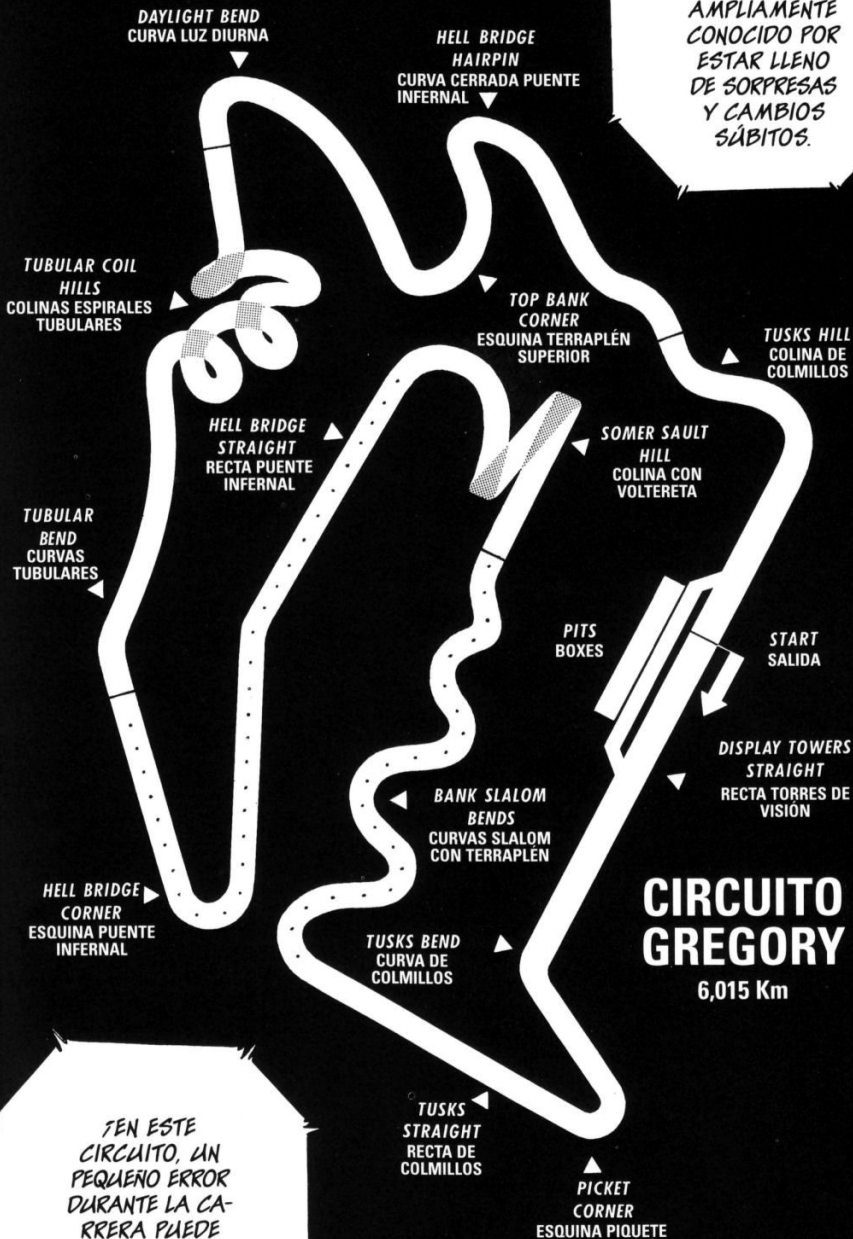 AMPLIAMENTE
CONOCIDO POR
ESTAR LLENO
DE SORPRESAS
Y CAMBIOS
SÚBITOS.
DAYLIGHT BEND
CURVA LUZ DIURNA
HELL BRIDGE
HAIRPIN
CURVA CERRADA PUENTE
INFERNAL
TUBULAR COIL
HILLS
COLINAS ESPIRALES
TUBULARES
TOP BANK
CORNER
ESQUINA TERRAPLÉN
SUPERIOR
TUSKS HILL
COLINA DE
COLMILLOS
HELL BRIDGE
STRAIGHT
RECTA PUENTE
INFERNAL
SOMER SAULT
HILL
COLINA CON
VOLTERETA
TUBULAR
BEND
CURVAS
TUBULARES
PITS
BOXES
START
SALIDA
DISPLAY TOWERS
STRAIGHT
RECTA TORRES DE
VISIÓN
BANK SLALOM
BENDS
CURVAS SLALOM
CON TERRAPLÉN
HELL BRIDGE
CORNER
ESQUINA PUENTE
INFERNAL
TUSKS BEND
CURVA DE
COLMILLOS
CIRCUITO
GREGORY
6,015 Km
TUSKS
STRAIGHT
RECTA DE
COLMILLOS
PICKET
CORNER
ESQUINA PIQUETE
¡EN ESTE
CIRCUITO, UN
PEQUEÑO ERROR
DURANTE LA CA-
RRERA PUEDE